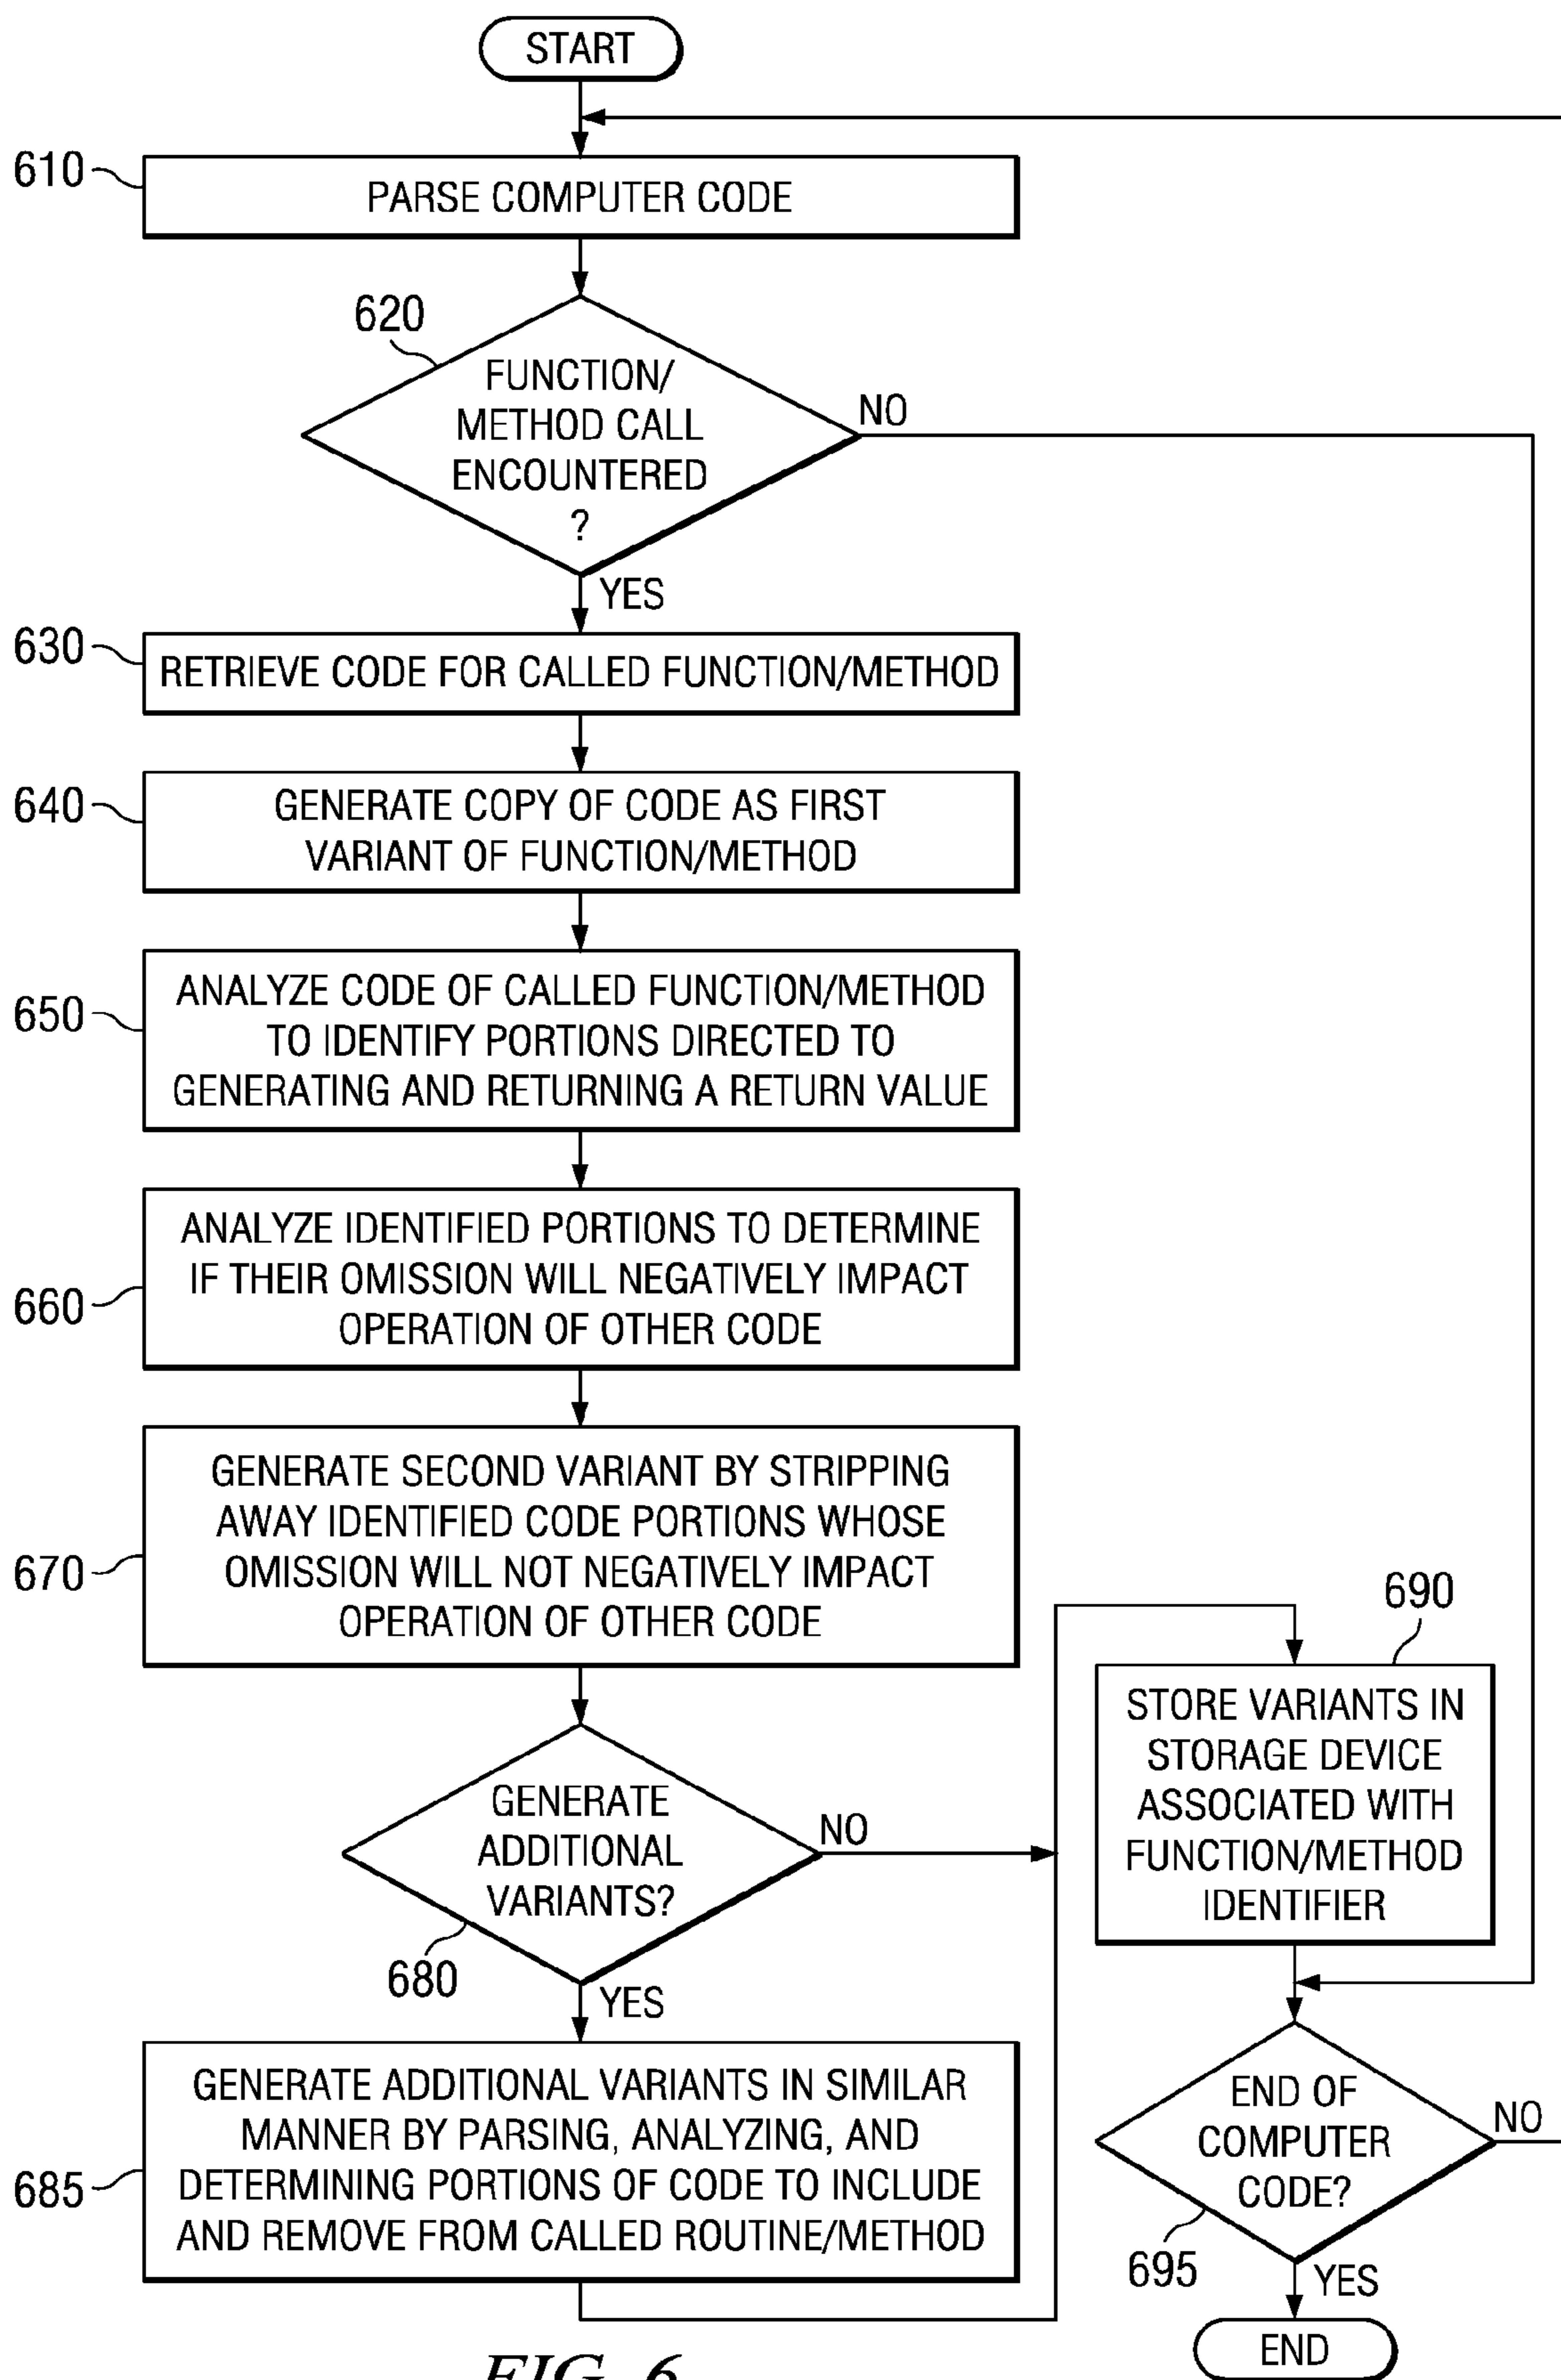 START
610
PARSE COMPUTER CODE
620
FUNCTION/
METHOD CALL
ENCOUNTERED
?
NO
YES
630
RETRIEVE CODE FOR CALLED FUNCTION/METHOD
640
GENERATE COPY OF CODE AS FIRST
VARIANT OF FUNCTION/METHOD
650
ANALYZE CODE OF CALLED FUNCTION/METHOD
TO IDENTIFY PORTIONS DIRECTED TO
GENERATING AND RETURNING A RETURN VALUE
660
ANALYZE IDENTIFIED PORTIONS TO DETERMINE
IF THEIR OMISSION WILL NEGATIVELY IMPACT
OPERATION OF OTHER CODE
670
GENERATE SECOND VARIANT BY STRIPPING
AWAY IDENTIFIED CODE PORTIONS WHOSE
OMISSION WILL NOT NEGATIVELY IMPACT
OPERATION OF OTHER CODE
GENERATE
ADDITIONAL
VARIANTS?
NO
680
YES
685
GENERATE ADDITIONAL VARIANTS IN SIMILAR
MANNER BY PARSING, ANALYZING, AND
DETERMINING PORTIONS OF CODE TO INCLUDE
AND REMOVE FROM CALLED ROUTINE/METHOD
690
STORE VARIANTS IN
STORAGE DEVICE
ASSOCIATED WITH
FUNCTION/METHOD
IDENTIFIER
END OF
COMPUTER
CODE?
NO
695
YES
END
FIG. 6